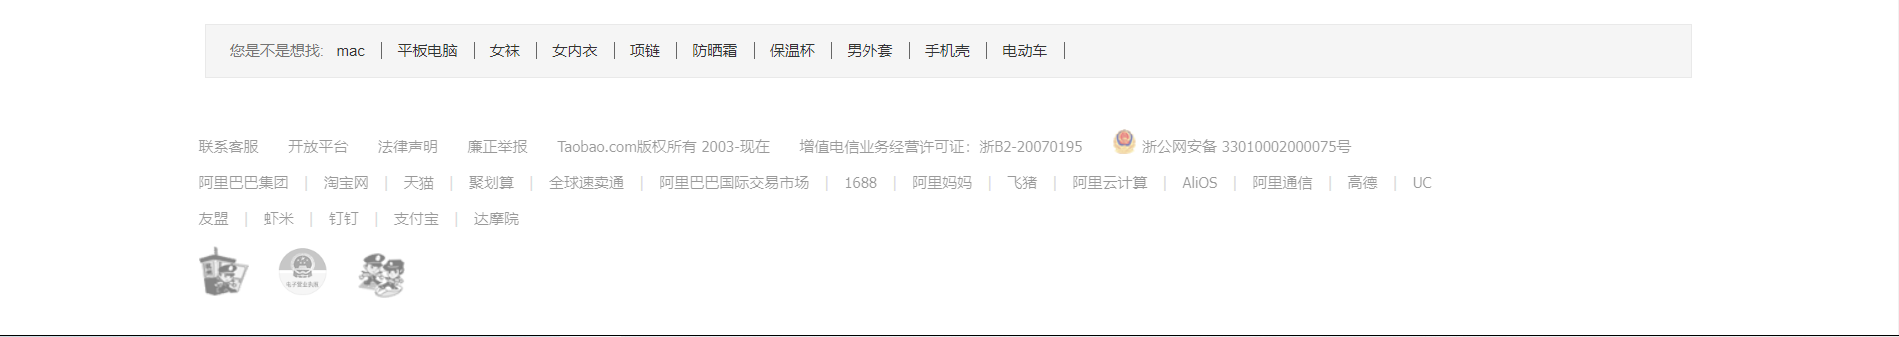 您是不是想找: mac | 平板电脑 | 女袜 | 女内衣 | 项链 | 防晒霜 | 保温杯 | 男外套 | 手机壳 | 电动车 |
联系客服 开放平台 法律声明 廉正举报 Taobao.com版权所有 2003-现在 增值电信业务经营许可证：浙B2-20070195 浙公网安备 33010002000075号
阿里巴巴集团 | 淘宝网 | 天猫 | 聚划算 | 全球速卖通 | 阿里巴巴国际交易市场 | 1688 | 阿里妈妈 | 飞猪 | 阿里云计算 | AliOS | 阿里通信 | 高德 | UC
友盟 | 虾米 | 钉钉 | 支付宝 | 达摩院
电子营业执照